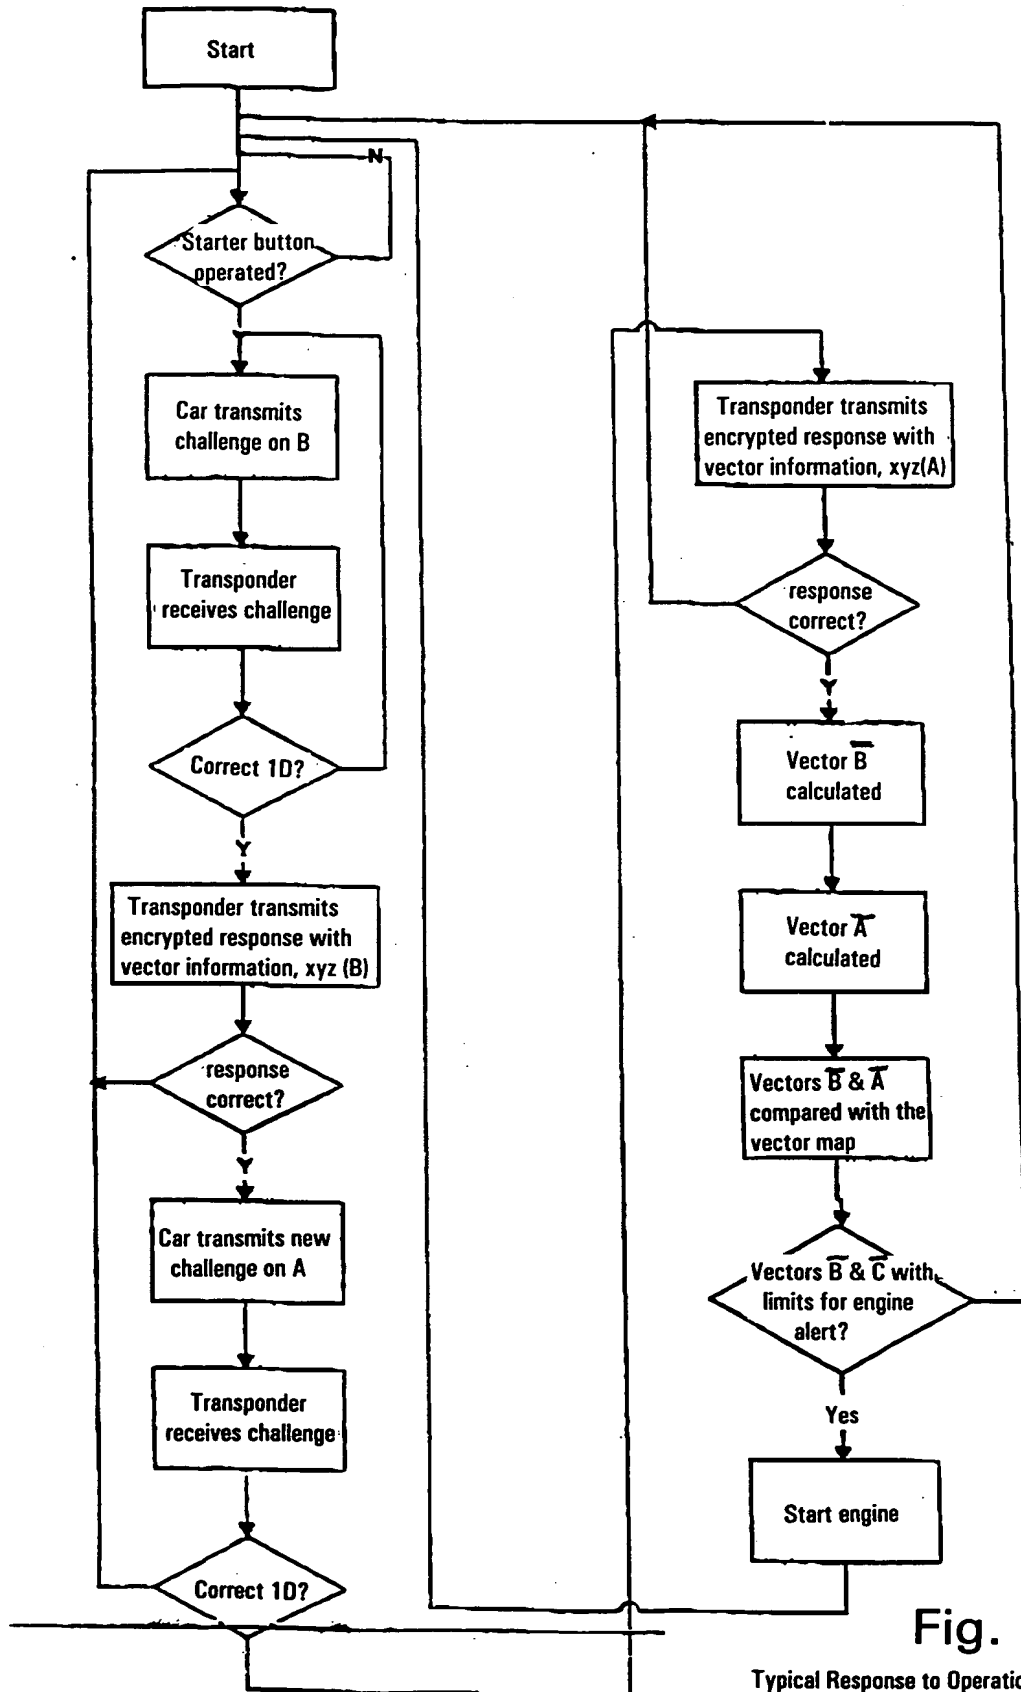 Start
N
Starter button
operated?
Car transmits
challenge on B
Transponder
receives challenge
Correct 1D?
Y
Transponder transmits
encrypted response with
vector information, xyz (B)
response
correct?
Y
Car transmits new
challenge on A
Transponder
receives challenge
Correct 1D?
Transponder transmits
encrypted response with
vector information, xyz(A)
response
correct?
Y
Vector B̅
calculated
Vector A̅
calculated
Vectors B̅ & A̅
compared with the
vector map
Vectors B̅ & C̅ with
limits for engine
alert?
Yes
Start engine
Fig.
Typical Response to Operatio